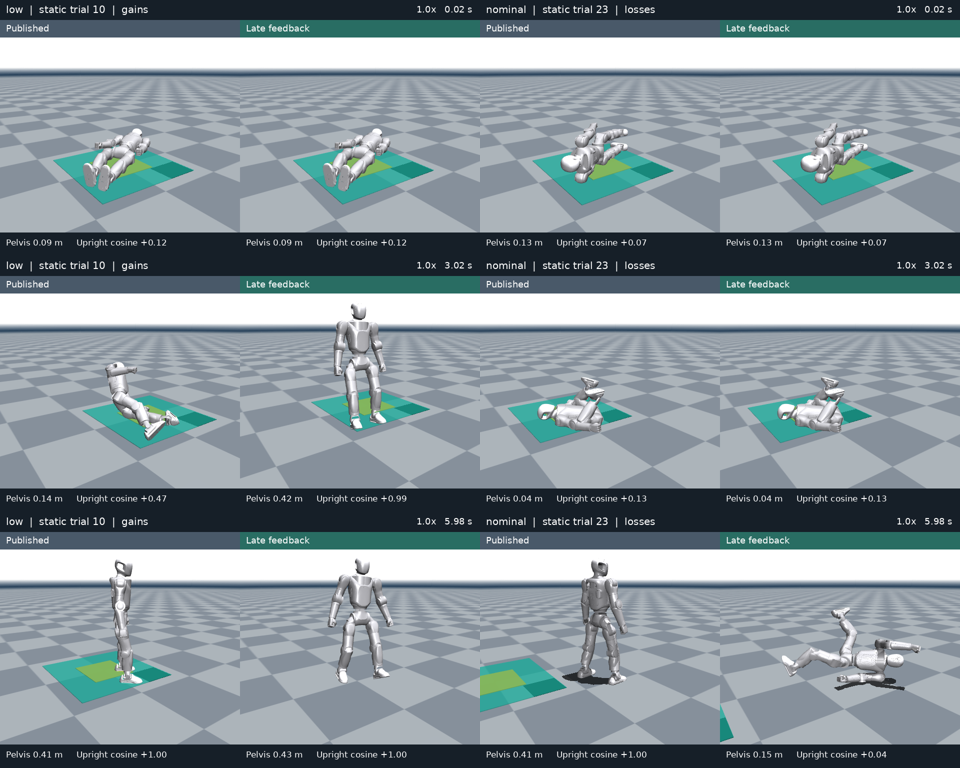 low | static trial 10 | gains 1.0x 0.02 s nominal | static trial 23 | losses 1.0x 0.02 s
Published Late feedback Published Late feedback
Pelvis 0.09 m Upright cosine +0.12 Pelvis 0.09 m Upright cosine +0.12 Pelvis 0.13 m Upright cosine +0.07 Pelvis 0.13 m Upright cosine +0.07
low | static trial 10 | gains 1.0x 3.02 s nominal | static trial 23 | losses 1.0x 3.02 s
Published Late feedback Published Late feedback
Pelvis 0.14 m Upright cosine +0.47 Pelvis 0.42 m Upright cosine +0.99 Pelvis 0.04 m Upright cosine +0.13 Pelvis 0.04 m Upright cosine +0.13
low | static trial 10 | gains 1.0x 5.98 s nominal | static trial 23 | losses 1.0x 5.98 s
Published Late feedback Published Late feedback
Pelvis 0.41 m Upright cosine +1.00 Pelvis 0.43 m Upright cosine +1.00 Pelvis 0.41 m Upright cosine +1.00 Pelvis 0.15 m Upright cosine +0.04